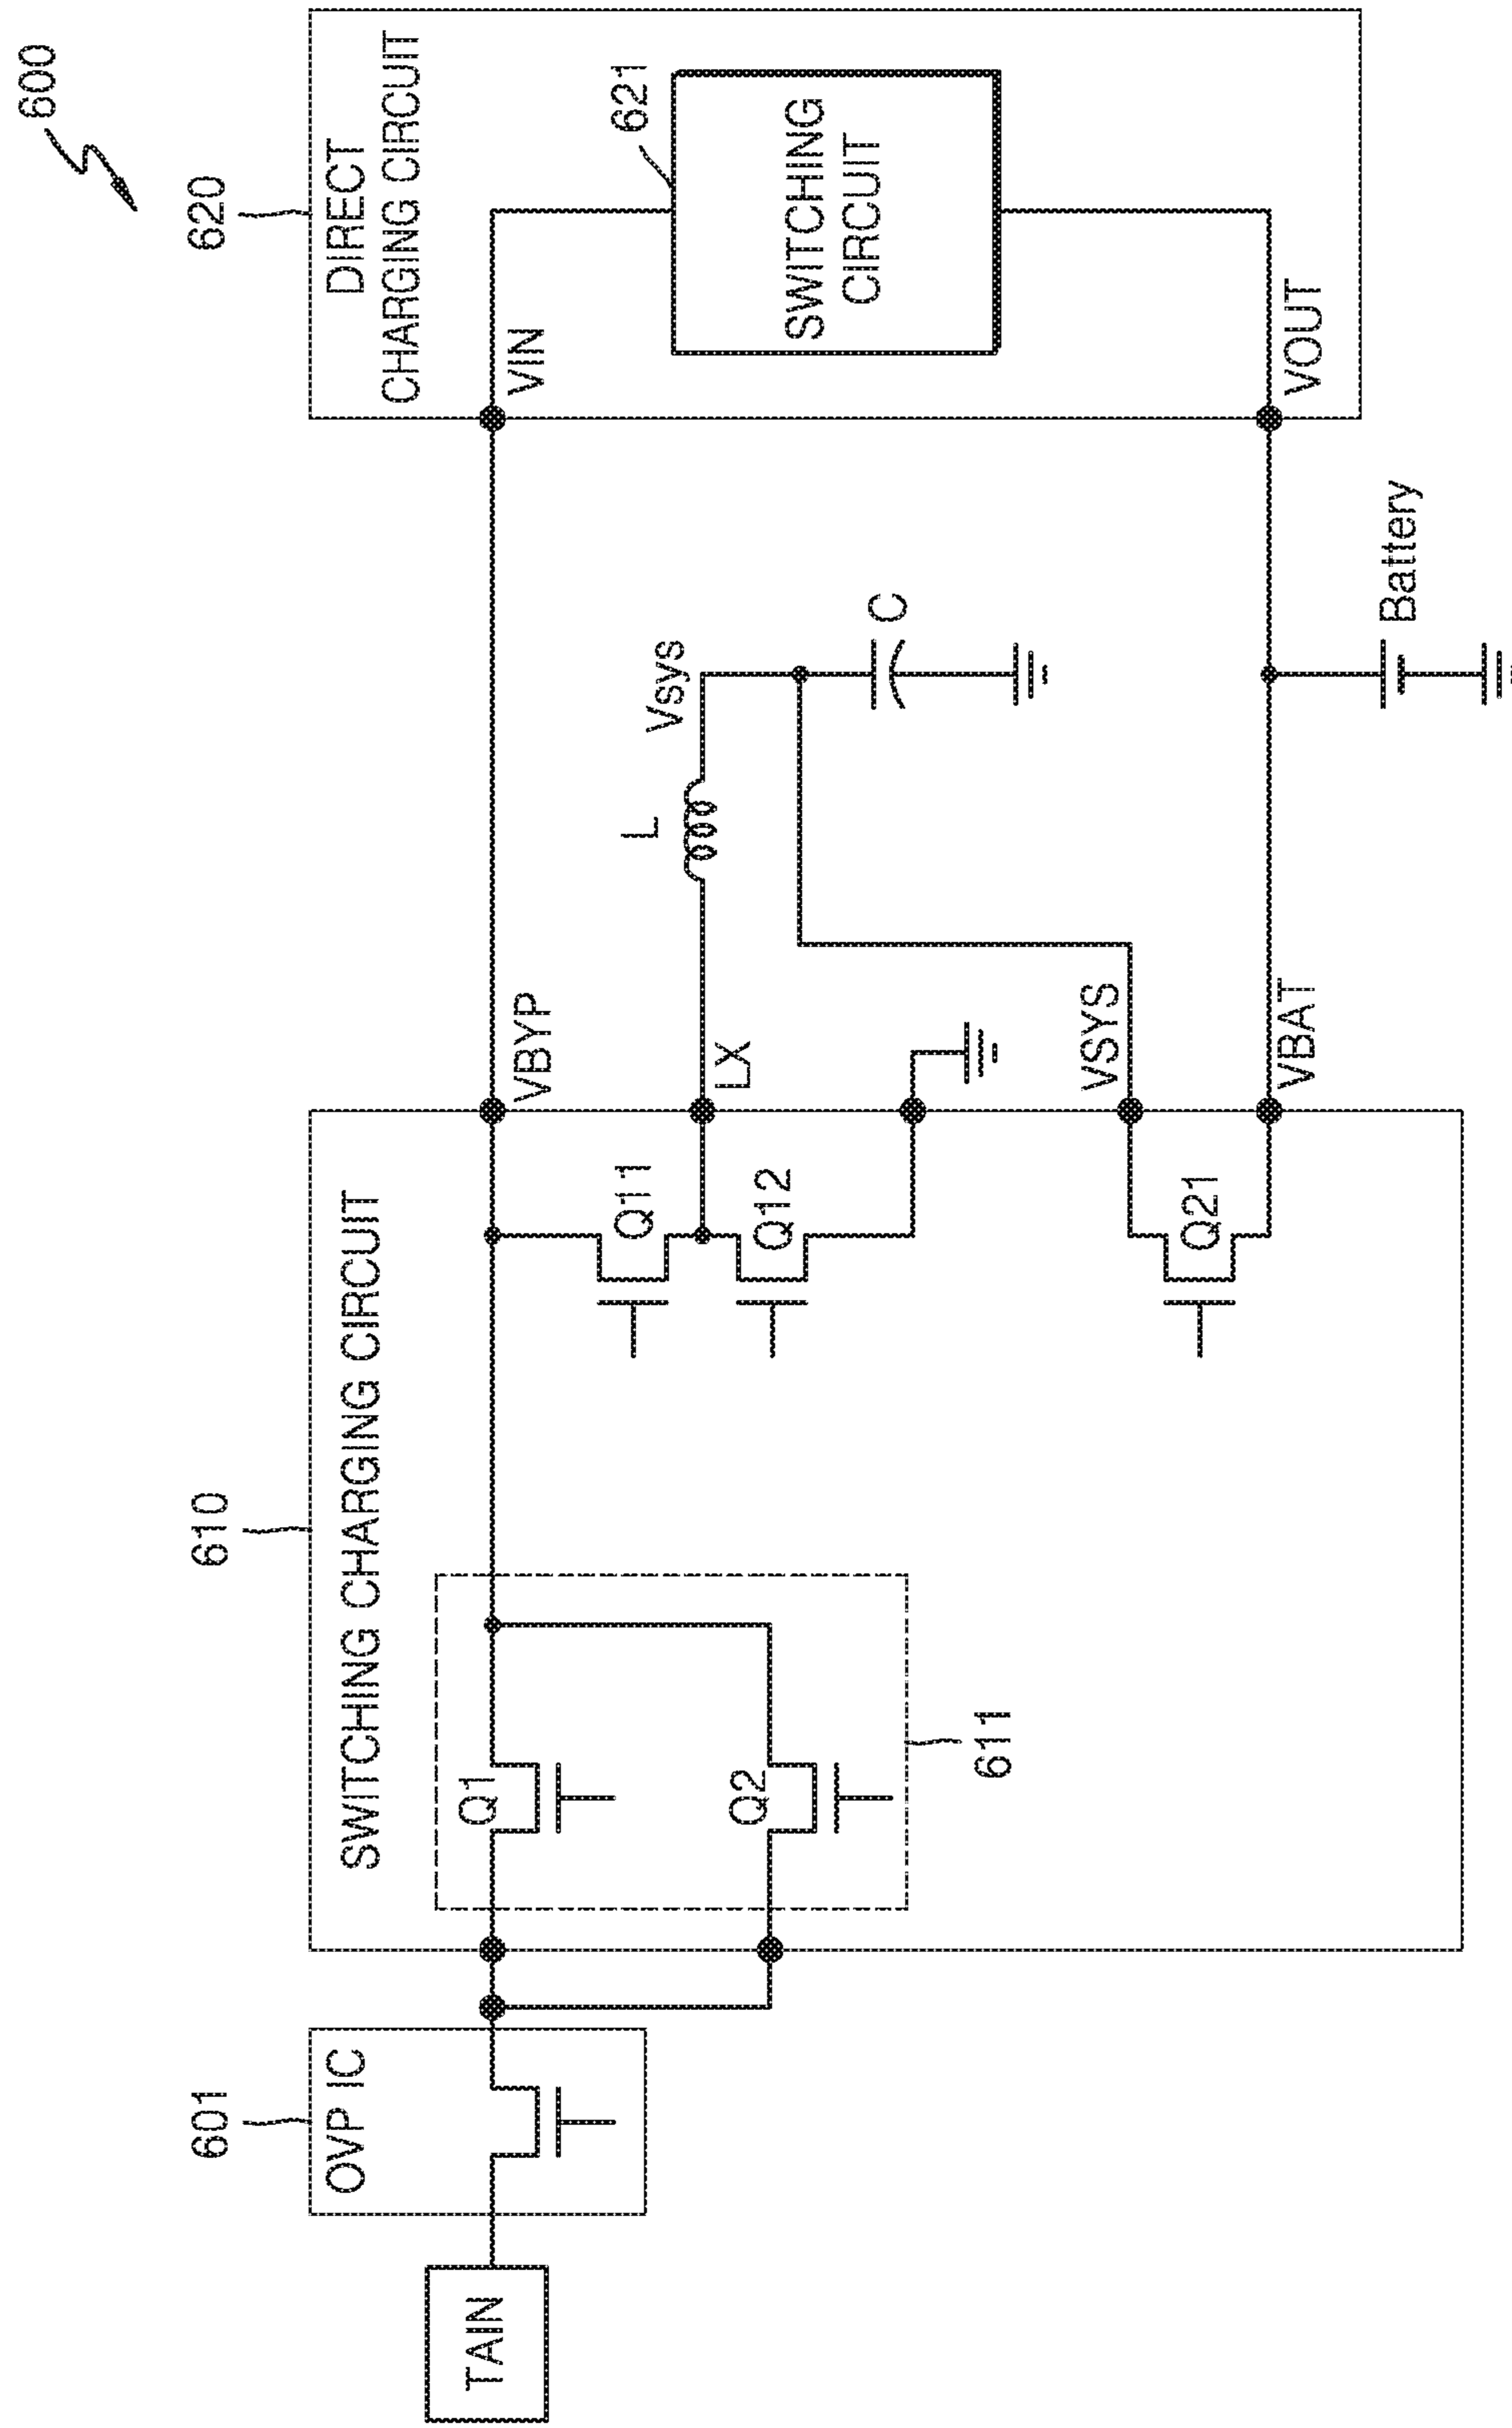 600
620
DIRECT
CHARGING CIRCUIT
621
SWITCHING
CIRCUIT
VIN
VOUT
610
SWITCHING CHARGING CIRCUIT
VBYP
LX
L
Vsys
C
VSYS
VBAT
Battery
Q11
Q12
Q21
Q1
Q2
611
601
OVP IC
TAIN